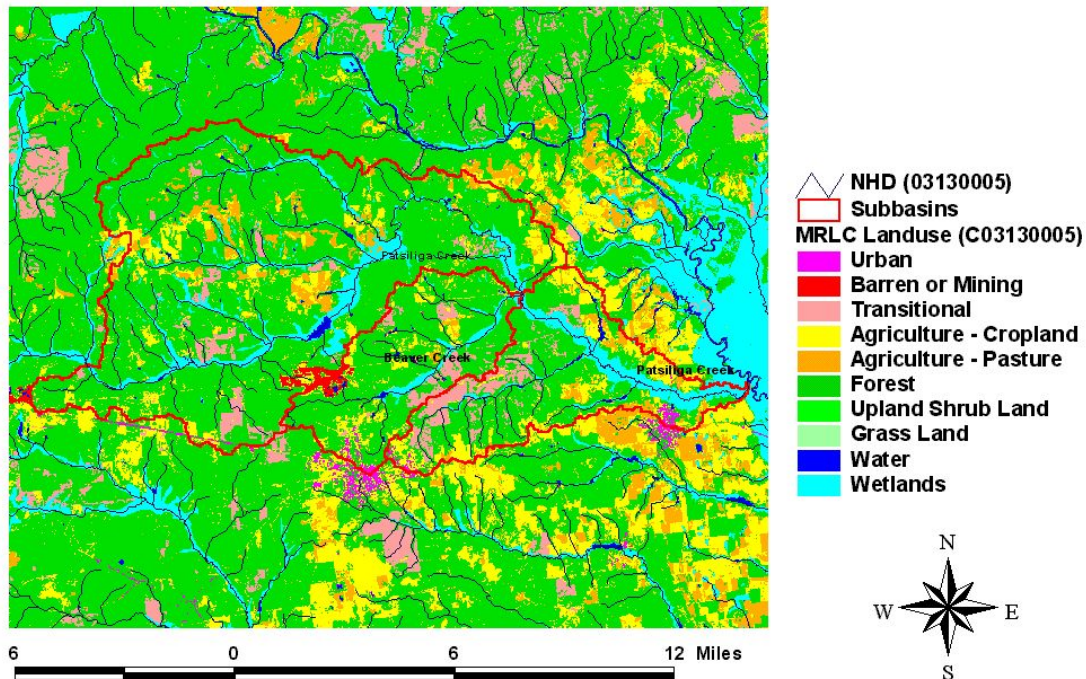 Patsiliga Creek
Beaver Creek
Patsiliga Creek
NHD (03130005)
Subbasins
MRLC Landuse (C03130005)
Urban
Barren or Mining
Transitional
Agriculture - Cropland
Agriculture - Pasture
Forest
Upland Shrub Land
Grass Land
Water
Wetlands
N
W E
S
6 0 6 12 Miles